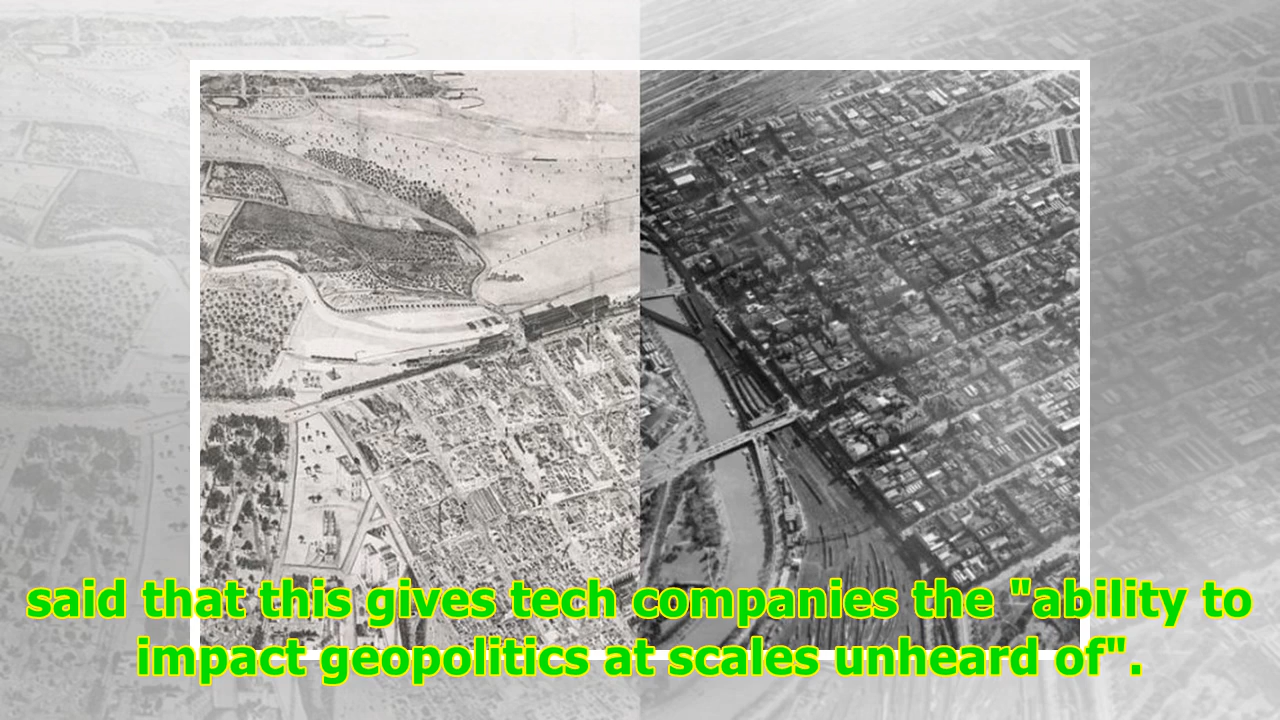 said that this gives tech companies the "ability to
impact geopolitics at scales unheard of".